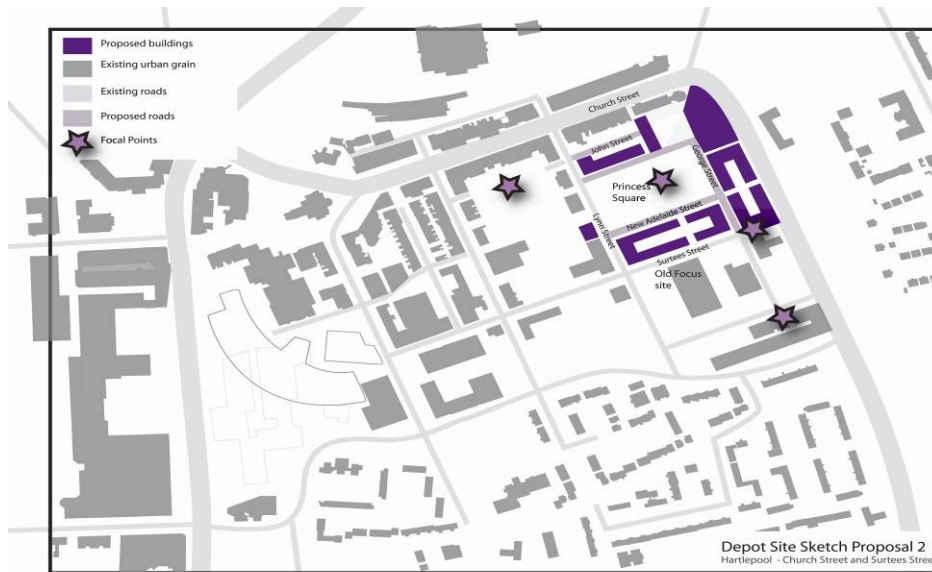 Proposed buildings
Existing urban grain
Existing roads
Proposed roads
Focal Points
Church Street
John Street
George Street
Princess
Square
Lynn Street
New Adelaide Street
Surtees Street
Old Focus
site
Depot Site Sketch Proposal 2
Hartlepool - Church Street and Surtees Stree